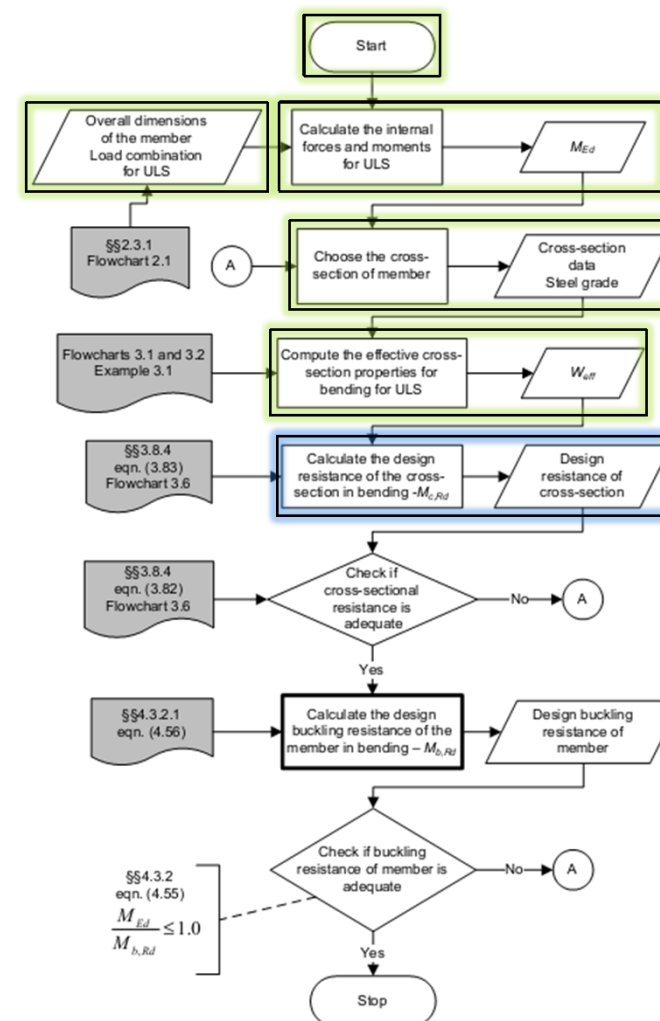 Start
Overall dimensions
of the member
Load combination
for ULS
Calculate the internal
forces and moments
for ULS
M_Ed
§§2.3.1
Flowchart 2.1
A
Choose the cross-
section of member
Cross-section
data
Steel grade
Flowcharts 3.1 and 3.2
Example 3.1
Compute the effective cross-
section properties for
bending for ULS
W_eff
§§3.8.4
eqn. (3.83)
Flowchart 3.6
Calculate the design
resistance of the cross-
section in bending -M_c,Rd
Design
resistance of
cross-section
§§3.8.4
eqn. (3.82)
Flowchart 3.6
Check if
cross-sectional
resistance is
adequate
No
A
Yes
§§4.3.2.1
eqn. (4.56)
Calculate the design
buckling resistance of the
member in bending – M_b,Rd
Design buckling
resistance of
member
Check if buckling
resistance of member is
adequate
No
A
§§4.3.2
eqn. (4.55)
M_Ed / M_b,Rd ≤ 1.0
Yes
Stop